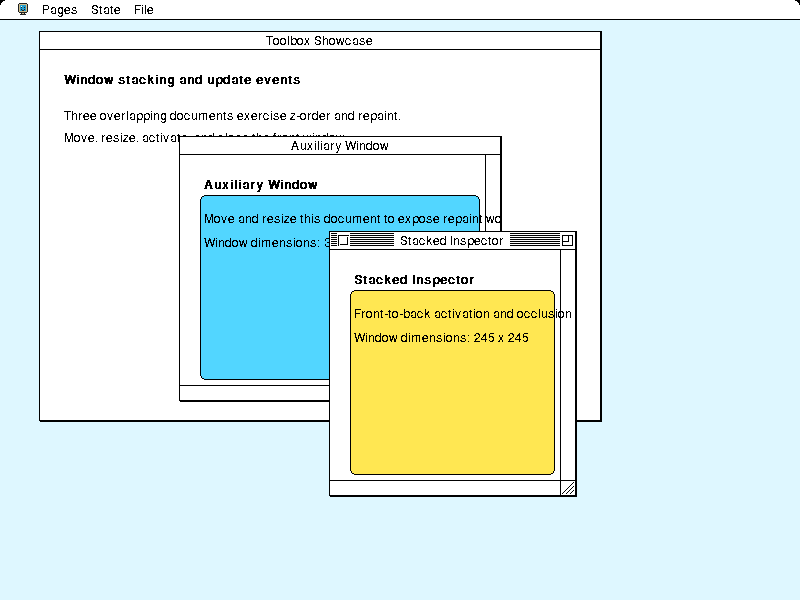 Pages State File
Toolbox Showcase
Window stacking and update events
Three overlapping documents exercise z-order and repaint.
Move, resize, activate, and close the front window.
Auxiliary Window
Auxiliary Window
Move and resize this document to expose repaint wo
Window dimensions: 3
Stacked Inspector
Stacked Inspector
Front-to-back activation and occlusion
Window dimensions: 245 x 245